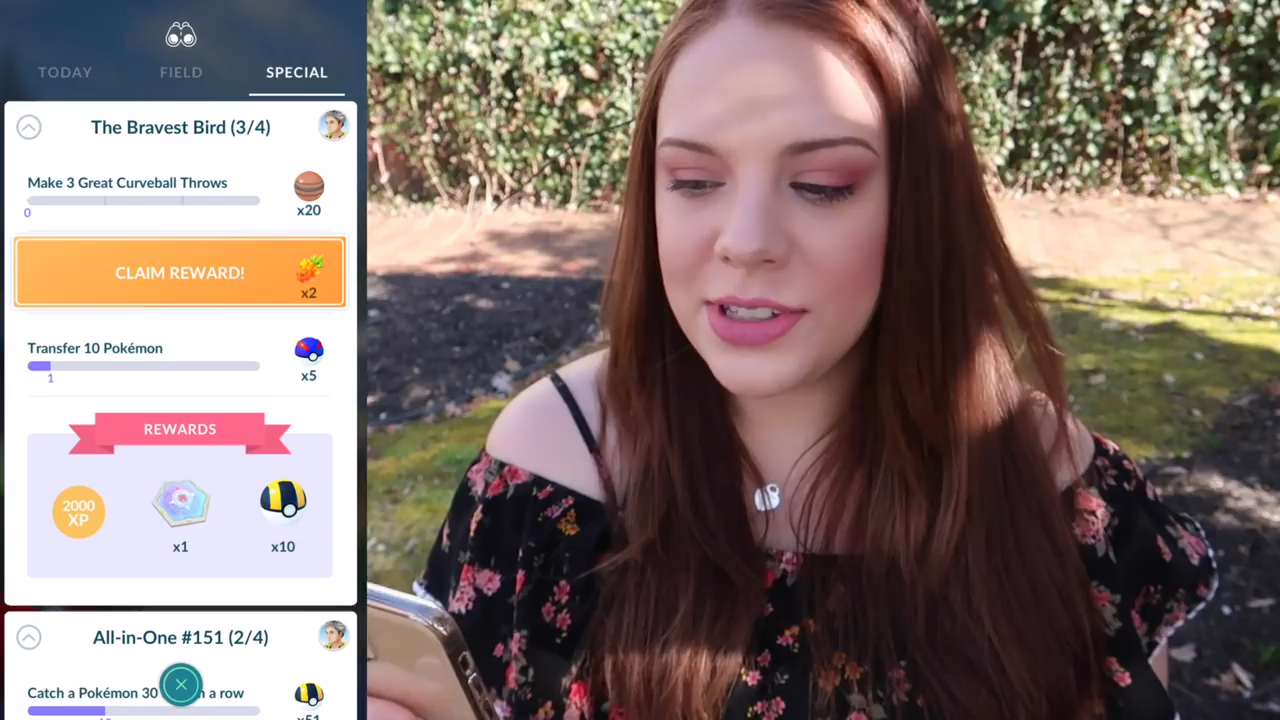 TODAY
FIELD
SPECIAL
The Bravest Bird (3/4)
Make 3 Great Curveball Throws
0
x20
CLAIM REWARD!
x2
Transfer 10 Pokémon
1
x5
REWARDS
2000
XP
x1
x10
All-in-One #151 (2/4)
Catch a Pokémon 30
a row
x51